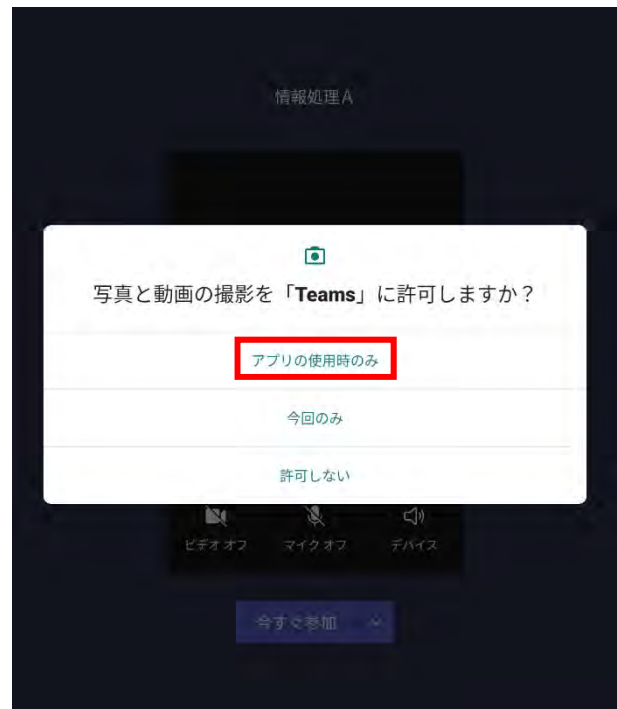 情報処理A
写真と動画の撮影を「Teams」に許可しますか？
アプリの使用時のみ
今回のみ
許可しない
ビデオ オフ マイク オフ デバイス
今すぐ参加